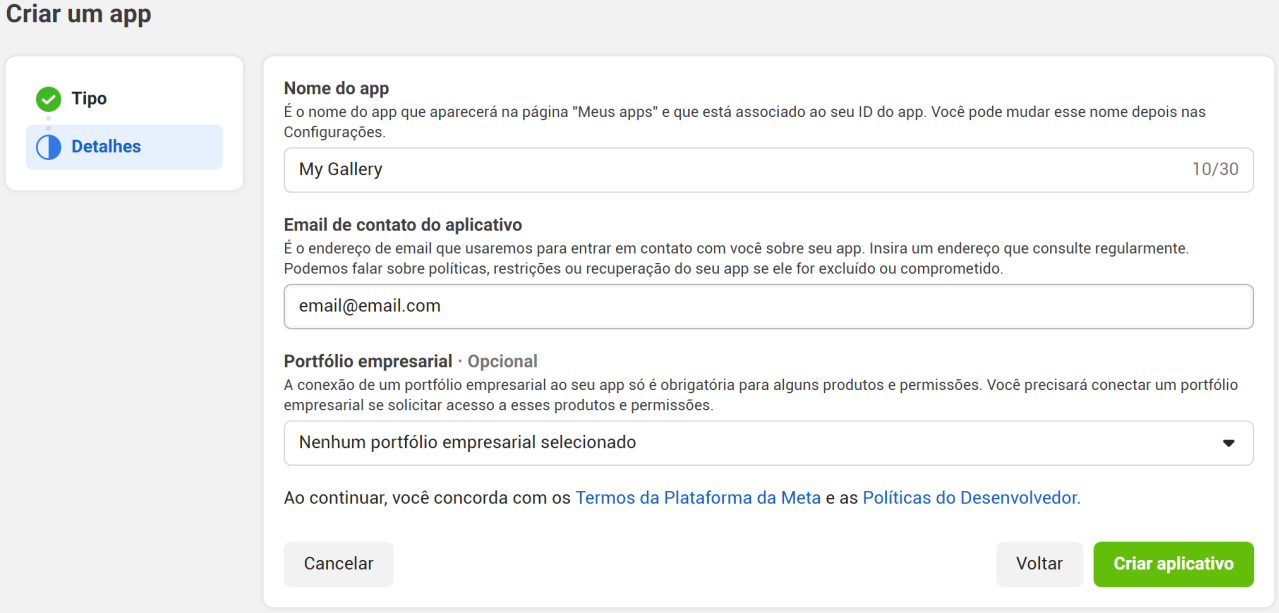 Criar um app
Tipo
Detalhes
Nome do app
É o nome do app que aparecerá na página "Meus apps" e que está associado ao seu ID do app. Você pode mudar esse nome depois nas
Configurações.
My Gallery 10/30
Email de contato do aplicativo
É o endereço de email que usaremos para entrar em contato com você sobre seu app. Insira um endereço que consulte regularmente.
Podemos falar sobre políticas, restrições ou recuperação do seu app se ele for excluído ou comprometido.
email@email.com
Portfólio empresarial · Opcional
A conexão de um portfólio empresarial ao seu app só é obrigatória para alguns produtos e permissões. Você precisará conectar um portfólio
empresarial se solicitar acesso a esses produtos e permissões.
Nenhum portfólio empresarial selecionado
Ao continuar, você concorda com os Termos da Plataforma da Meta e as Políticas do Desenvolvedor.
Cancelar Voltar Criar aplicativo